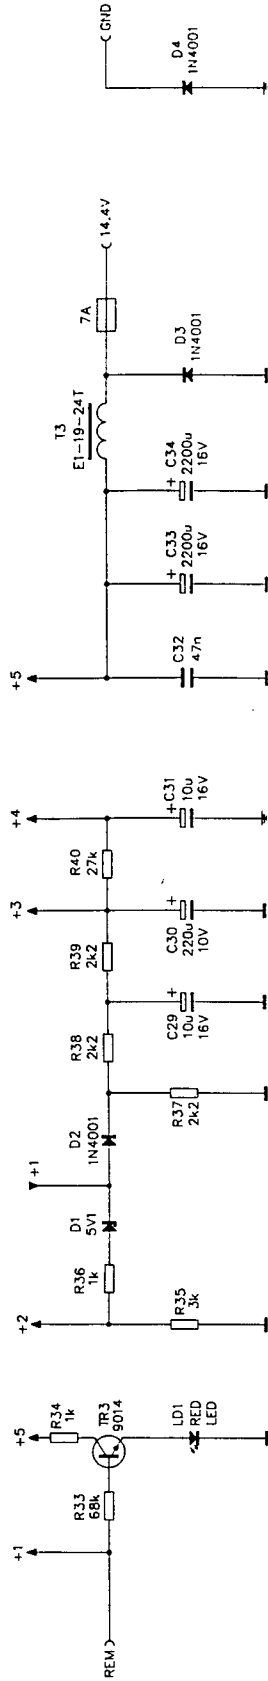 REM
+1
R33
68k
+5
R34
1k
TR3
9014
LD1
RED
LED
+2
R35
3k
R36
1k
D1
5V1
+1
D2
1N4001
R37
2k2
R38
2k2
C29
10u
16V
R39
2k2
+3
C30
220u
10V
R40
27k
+4
C31
10u
16V
+5
C32
47n
C33
2200u
16V
C34
2200u
16V
T3
E1-19-24T
D3
1N4001
7A
14.4V
GND
D4
1N4001
+
+
+
+
+